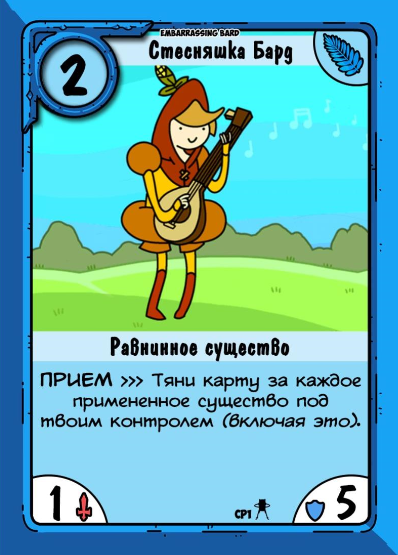 EMBARRASSING BARD
2
Стесняшка Бард
Равнинное существо
ПРИЕМ >>> Тяни карту за каждое
примененное существо под
твоим контролем (включая это).
1
CP1
5